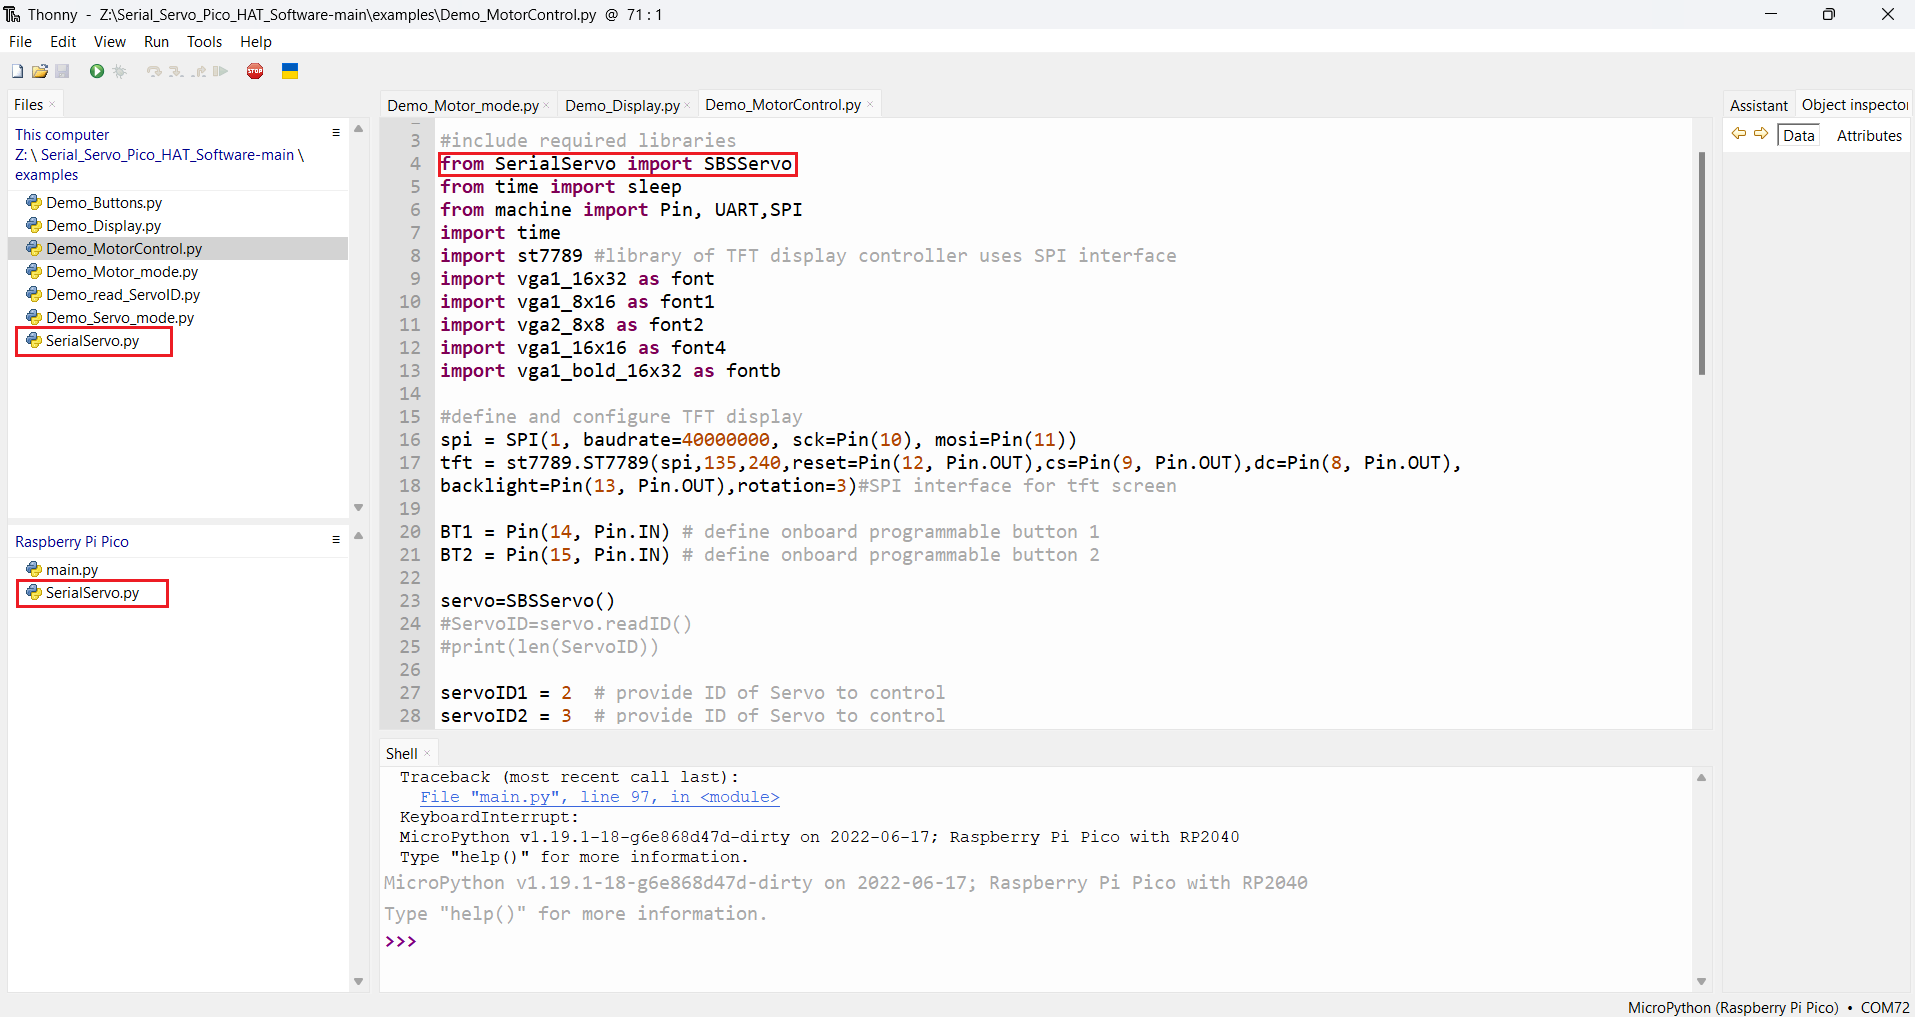 Thonny - Z:\Serial_Servo_Pico_HAT_Software-main\examples\Demo_MotorControl.py @ 71 : 1
File Edit View Run Tools Help
STOP
Files ×
This computer
Z: \ Serial_Servo_Pico_HAT_Software-main \
examples
Demo_Buttons.py
Demo_Display.py
Demo_MotorControl.py
Demo_Motor_mode.py
Demo_read_ServoID.py
Demo_Servo_mode.py
SerialServo.py
Raspberry Pi Pico
main.py
SerialServo.py
Demo_Motor_mode.py × Demo_Display.py × Demo_MotorControl.py ×
3 #include required libraries
4 from SerialServo import SBSServo
5 from time import sleep
6 from machine import Pin, UART,SPI
7 import time
8 import st7789 #library of TFT display controller uses SPI interface
9 import vga1_16x32 as font
10 import vga1_8x16 as font1
11 import vga2_8x8 as font2
12 import vga1_16x16 as font4
13 import vga1_bold_16x32 as fontb
14
15 #define and configure TFT display
16 spi = SPI(1, baudrate=40000000, sck=Pin(10), mosi=Pin(11))
17 tft = st7789.ST7789(spi,135,240,reset=Pin(12, Pin.OUT),cs=Pin(9, Pin.OUT),dc=Pin(8, Pin.OUT),
18 backlight=Pin(13, Pin.OUT),rotation=3)#SPI interface for tft screen
19
20 BT1 = Pin(14, Pin.IN) # define onboard programmable button 1
21 BT2 = Pin(15, Pin.IN) # define onboard programmable button 2
22
23 servo=SBSServo()
24 #ServoID=servo.readID()
25 #print(len(ServoID))
26
27 servoID1 = 2 # provide ID of Servo to control
28 servoID2 = 3 # provide ID of Servo to control
Shell ×
Traceback (most recent call last):
File "main.py", line 97, in <module>
KeyboardInterrupt:
MicroPython v1.19.1-18-g6e868d47d-dirty on 2022-06-17; Raspberry Pi Pico with RP2040
Type "help()" for more information.
MicroPython v1.19.1-18-g6e868d47d-dirty on 2022-06-17; Raspberry Pi Pico with RP2040
Type "help()" for more information.
>>>
Assistant Object inspector
Data Attributes
MicroPython (Raspberry Pi Pico) • COM72